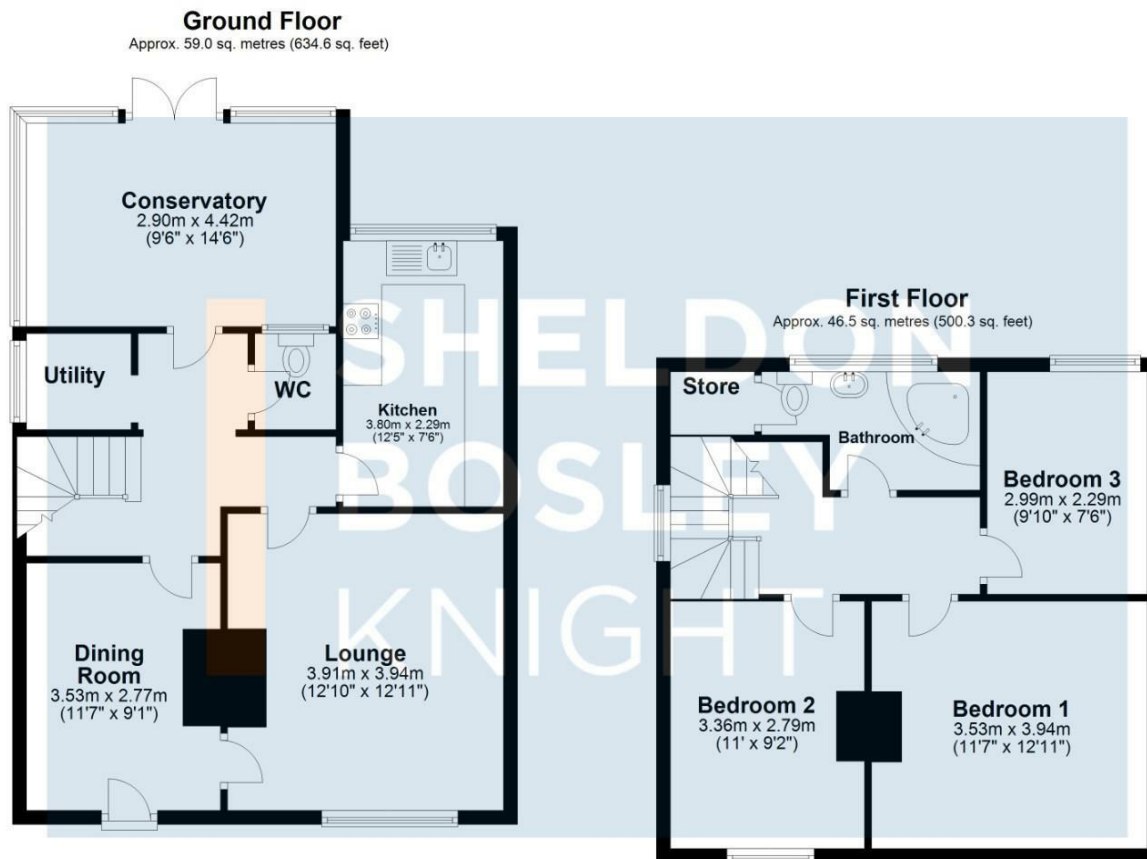 Ground Floor
Approx. 59.0 sq. metres (634.6 sq. feet)
Conservatory
2.90m x 4.42m
(9'6" x 14'6")
Utility
WC
Kitchen
3.80m x 2.29m
(12'5" x 7'6")
Dining
Room
3.53m x 2.77m
(11'7" x 9'1")
Lounge
3.91m x 3.94m
(12'10" x 12'11")
First Floor
Approx. 46.5 sq. metres (500.3 sq. feet)
Store
Bathroom
Bedroom 3
2.99m x 2.29m
(9'10" x 7'6")
Bedroom 2
3.36m x 2.79m
(11' x 9'2")
Bedroom 1
3.53m x 3.94m
(11'7" x 12'11")
SHELDON
BOSLEY
KNIGHT